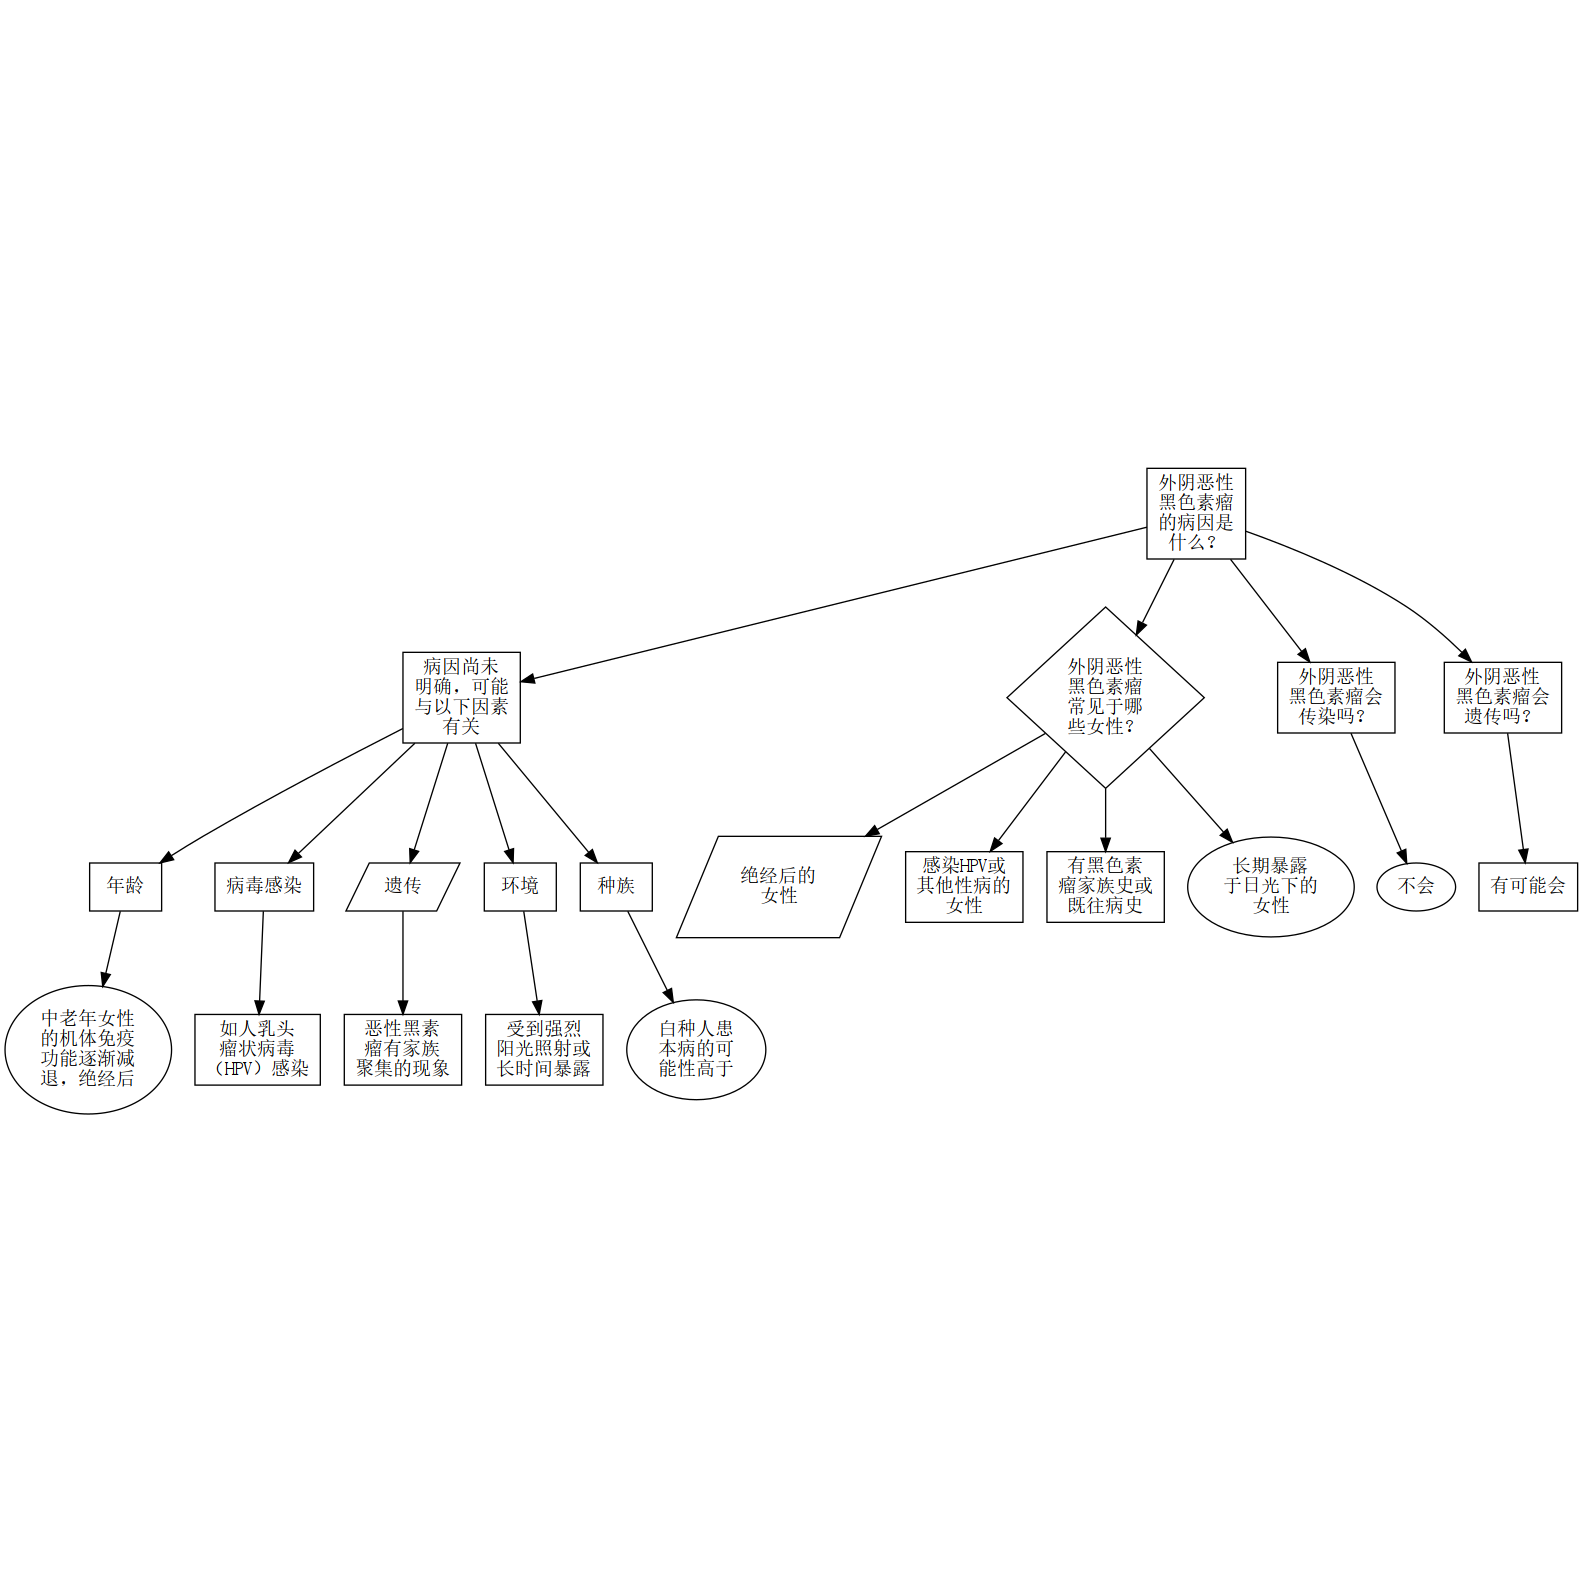 外阴恶性
黑色素瘤
的病因是
什么？
病因尚未
明确，可能
与以下因素
有关
外阴恶性
黑色素瘤
常见于哪
些女性？
外阴恶性
黑色素瘤会
传染吗？
外阴恶性
黑色素瘤会
遗传吗？
年龄
病毒感染
遗传
环境
种族
绝经后的
女性
感染HPV或
其他性病的
女性
有黑色素
瘤家族史或
既往病史
长期暴露
于日光下的
女性
不会
有可能会
中老年女性
的机体免疫
功能逐渐减
退，绝经后
如人乳头
瘤状病毒
（HPV）感染
恶性黑素
瘤有家族
聚集的现象
受到强烈
阳光照射或
长时间暴露
白种人患
本病的可
能性高于